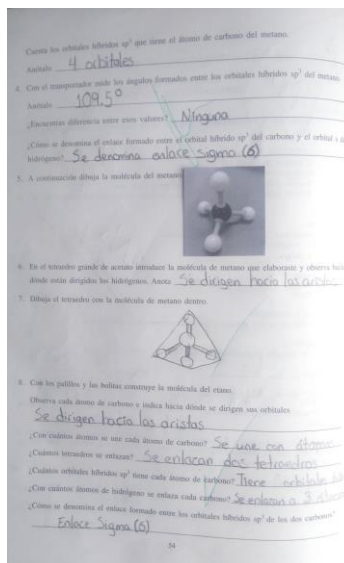 Cuenta los orbitales híbridos sp³ que tiene el átomo de carbono del metano.
Anótalo 4 orbitales
4. Con el transportador mide los ángulos formados entre los orbitales híbridos sp³ del metano.
Anótalo 109.5°
¿Encuentras diferencia entre esos valores? Ninguna
¿Cómo se denomina el enlace formado entre el orbital híbrido sp³ del carbono y el orbital s
hidrógeno? Se denomina enlace sigma (6)
5. A continuación dibuja la molécula del metano
6. En el tetraedro grande de acetato introduce la molécula de metano que elaboraste y observa
dónde están dirigidos los hidrógenos. Anota Se dirigen hacia las aristas
7. Dibuja el tetraedro con la molécula de metano dentro.
8. Con los palillos y las bolitas construye la molécula del etano.
Observa cada átomo de carbono e indica hacia dónde se dirigen sus orbitales
Se dirigen hacia las aristas
¿Con cuántos átomos se une cada átomo de carbono? Se une con
¿Cuántos tetraedros se enlazan? Se enlazan dos tetraedros
¿Cuántos orbitales híbridos sp³ tiene cada átomo de carbono? Tiene
¿Con cuántos átomos de hidrógeno se enlaza cada carbono? Se enlazan a 3
¿Cómo se denomina el enlace formado entre los orbitales híbridos sp³ de los dos carbonos?
Enlace Sigma (6)
54